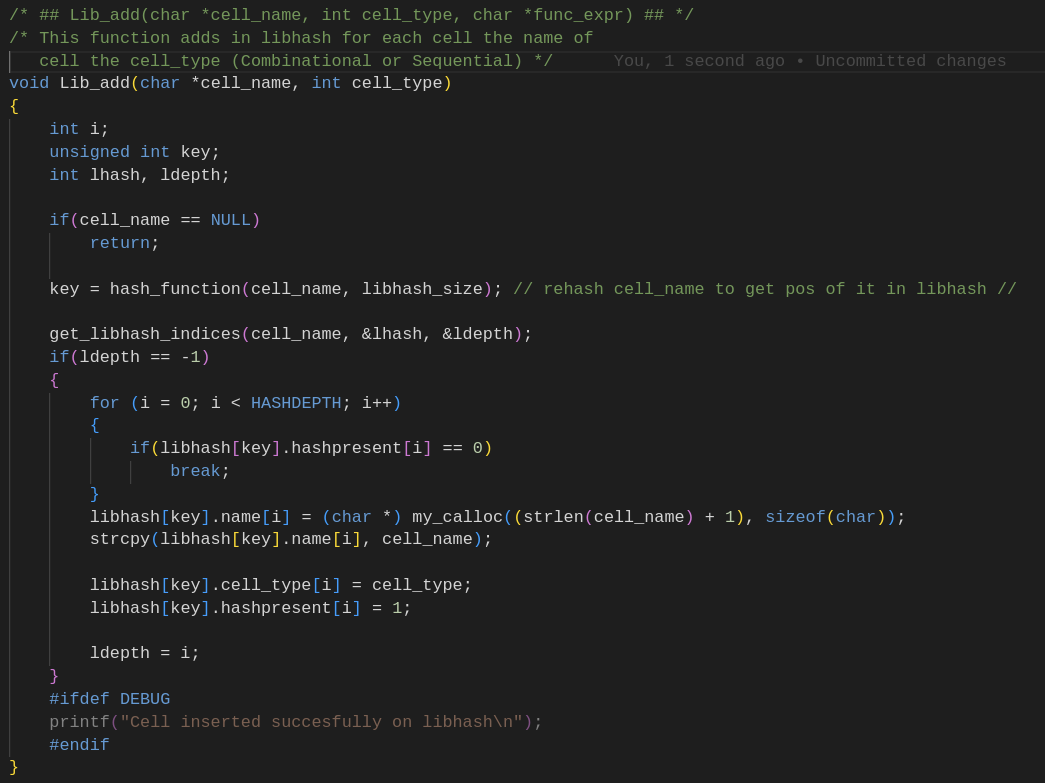 /* ## Lib_add(char *cell_name, int cell_type, char *func_expr) ## */
/* This function adds in libhash for each cell the name of
   cell the cell_type (Combinational or Sequential) */      You, 1 second ago • Uncommitted changes
void Lib_add(char *cell_name, int cell_type)
{
    int i;
    unsigned int key;
    int lhash, ldepth;

    if(cell_name == NULL)
        return;

    key = hash_function(cell_name, libhash_size); // rehash cell_name to get pos of it in libhash //

    get_libhash_indices(cell_name, &lhash, &ldepth);
    if(ldepth == -1)
    {
        for (i = 0; i < HASHDEPTH; i++)
        {
            if(libhash[key].hashpresent[i] == 0)
                break;
        }
        libhash[key].name[i] = (char *) my_calloc((strlen(cell_name) + 1), sizeof(char));
        strcpy(libhash[key].name[i], cell_name);

        libhash[key].cell_type[i] = cell_type;
        libhash[key].hashpresent[i] = 1;

        ldepth = i;
    }
    #ifdef DEBUG
    printf("Cell inserted succesfully on libhash\n");
    #endif
}